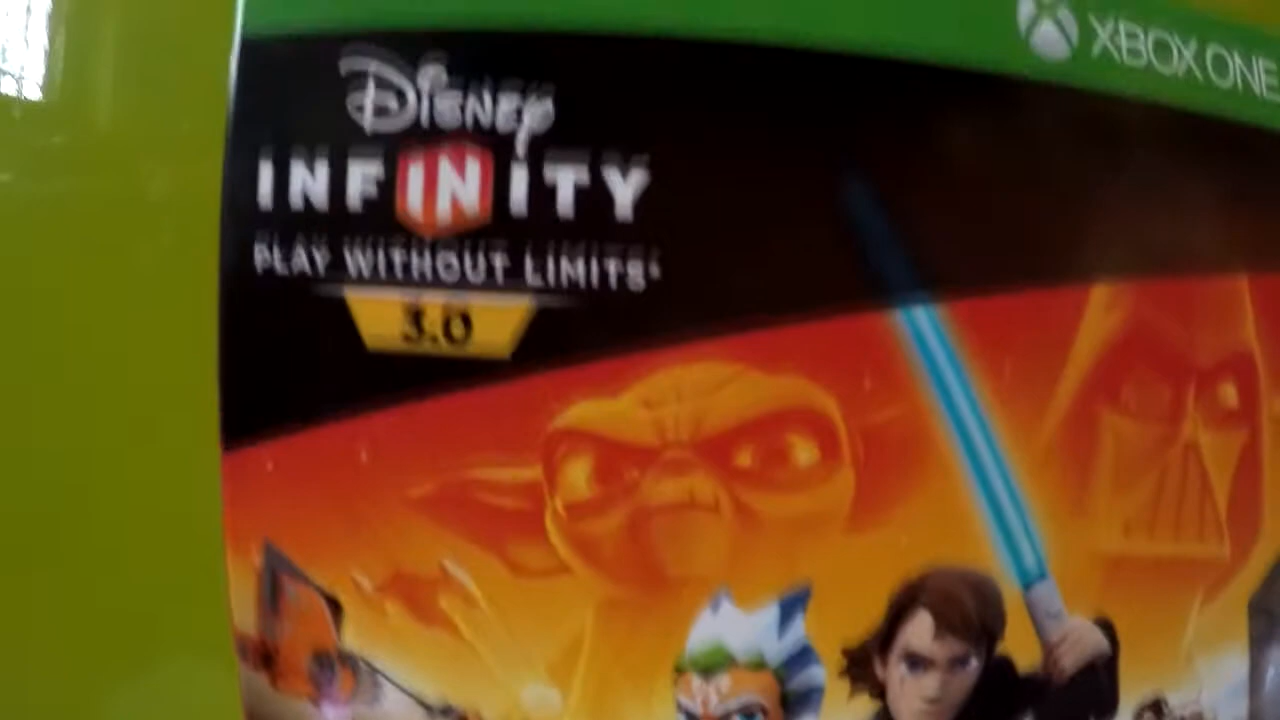 XBOX ONE
Disney
INFINITY
PLAY WITHOUT LIMITS
3.0